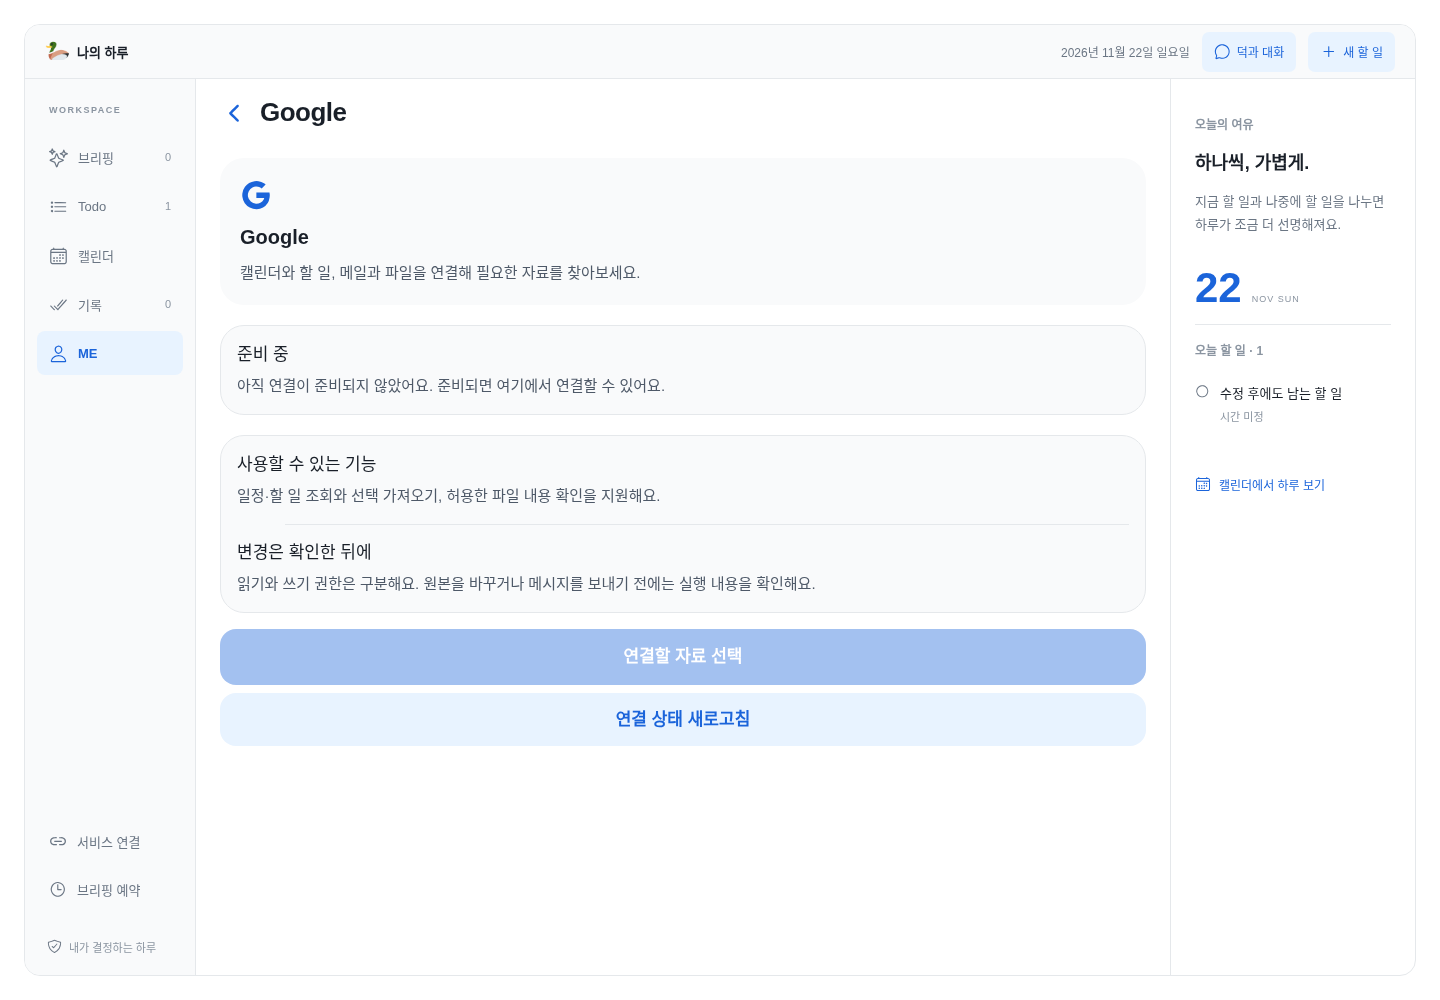 나의 하루
2026년 11월 22일 일요일
덕과 대화
새 할 일
WORKSPACE
브리핑 0
Todo 1
캘린더
기록 0
ME
서비스 연결
브리핑 예약
내가 결정하는 하루
Google
Google
캘린더와 할 일, 메일과 파일을 연결해 필요한 자료를 찾아보세요.
준비 중
아직 연결이 준비되지 않았어요. 준비되면 여기에서 연결할 수 있어요.
사용할 수 있는 기능
일정·할 일 조회와 선택 가져오기, 허용한 파일 내용 확인을 지원해요.
변경은 확인한 뒤에
읽기와 쓰기 권한은 구분해요. 원본을 바꾸거나 메시지를 보내기 전에는 실행 내용을 확인해요.
연결할 자료 선택
연결 상태 새로고침
오늘의 여유
하나씩, 가볍게.
지금 할 일과 나중에 할 일을 나누면
하루가 조금 더 선명해져요.
22 NOV SUN
오늘 할 일 · 1
수정 후에도 남는 할 일
시간 미정
캘린더에서 하루 보기